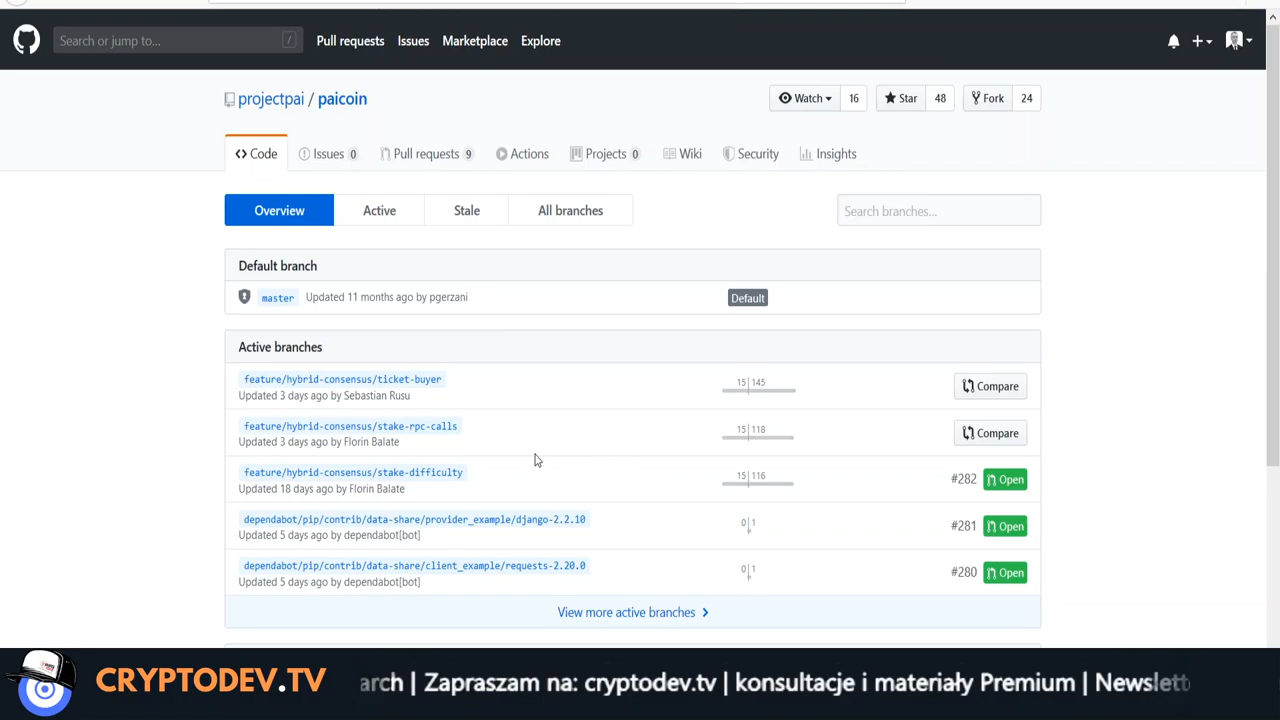 Search or jump to... / Pull requests Issues Marketplace Explore
projectpai / paicoin Watch 16 Star 48 Fork 24
Code Issues 0 Pull requests 9 Actions Projects 0 Wiki Security Insights
Overview Active Stale All branches Search branches...
Default branch
master Updated 11 months ago by pgerzani Default
Active branches
feature/hybrid-consensus/ticket-buyer 15 145 Compare
Updated 3 days ago by Sebastian Rusu
feature/hybrid-consensus/stake-rpc-calls 15 118 Compare
Updated 3 days ago by Florin Balate
feature/hybrid-consensus/stake-difficulty 15 116 #282 Open
Updated 18 days ago by Florin Balate
dependabot/pip/contrib/data-share/provider_example/django-2.2.10 0 1 #281 Open
Updated 5 days ago by dependabot[bot]
dependabot/pip/contrib/data-share/client_example/requests-2.20.0 0 1 #280 Open
Updated 5 days ago by dependabot[bot]
View more active branches
CRYPTODEV.TV arch | Zapraszam na: cryptodev.tv | konsultacje i materiały Premium | Newslett